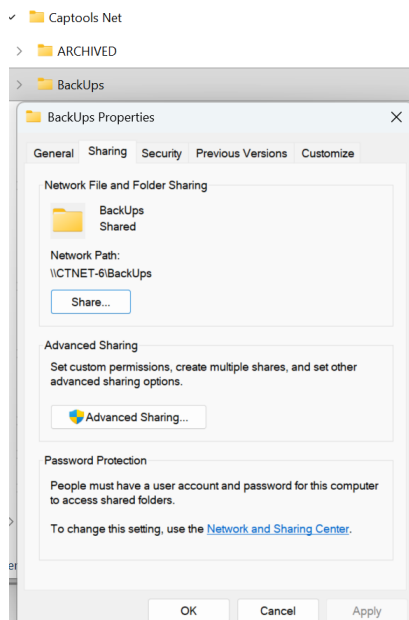 Captools Net
ARCHIVED
BackUps
BackUps Properties
General Sharing Security Previous Versions Customize
Network File and Folder Sharing
BackUps
Shared
Network Path:
\\CTNET-6\BackUps
Share...
Advanced Sharing
Set custom permissions, create multiple shares, and set other
advanced sharing options.
Advanced Sharing...
Password Protection
People must have a user account and password for this computer
to access shared folders.
To change this setting, use the Network and Sharing Center.
OK Cancel Apply